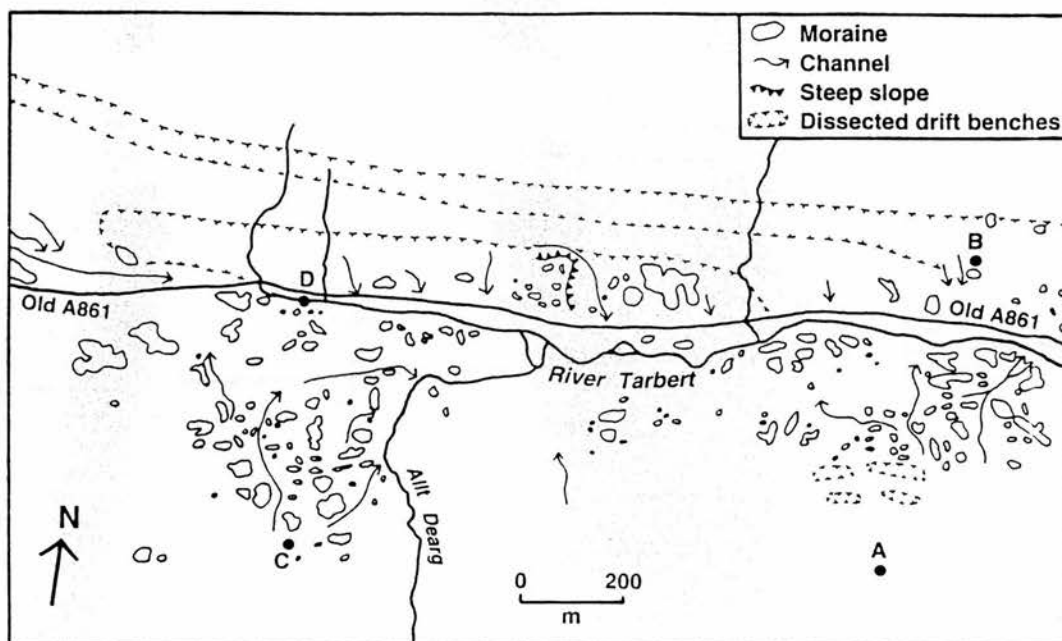 Moraine
Channel
Steep slope
Dissected drift benches
B
D
Old A861
Old A861
River Tarbert
Allt Dearg
N
C
A
0 200
m